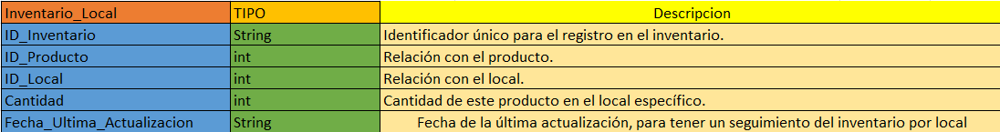 Inventario_Local TIPO Descripcion
ID_Inventario String Identificador único para el registro en el inventario.
ID_Producto int Relación con el producto.
ID_Local int Relación con el local.
Cantidad int Cantidad de este producto en el local específico.
Fecha_Ultima_Actualizacion String Fecha de la última actualización, para tener un seguimiento del inventario por local